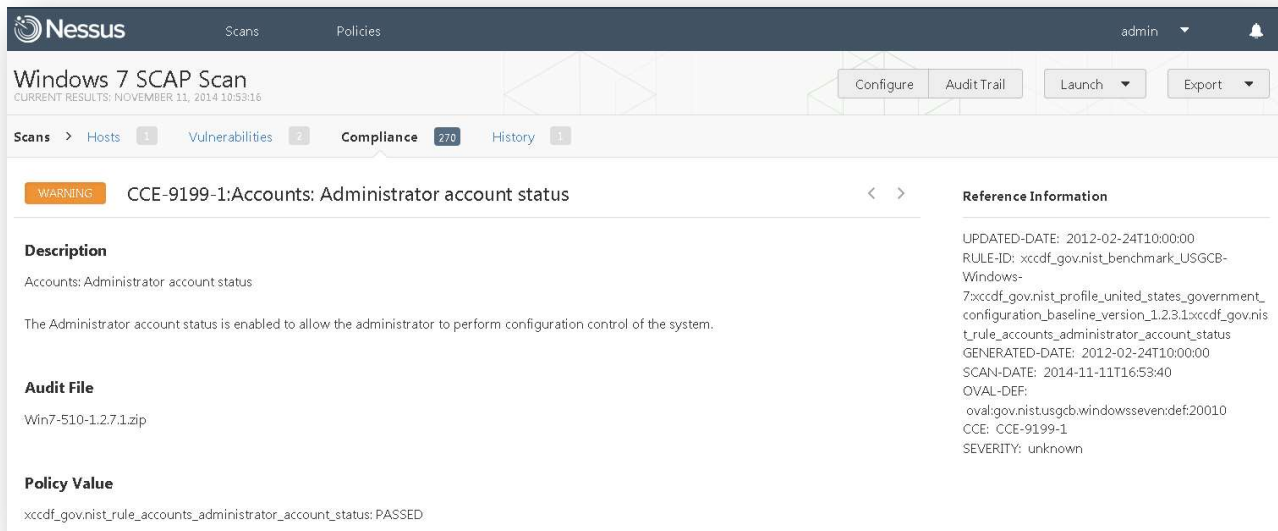 Nessus Scans Policies admin
Windows 7 SCAP Scan
CURRENT RESULTS: NOVEMBER 11, 2014 10:53:16
Configure Audit Trail Launch Export
Scans > Hosts 1 Vulnerabilities 2 Compliance 270 History 1
WARNING CCE-9199-1:Accounts: Administrator account status < >
Description
Accounts: Administrator account status
The Administrator account status is enabled to allow the administrator to perform configuration control of the system.
Audit File
Win7-510-1.2.7.1.zip
Policy Value
xccdf_gov.nist_rule_accounts_administrator_account_status: PASSED
Reference Information
UPDATED-DATE: 2012-02-24T10:00:00
RULE-ID: xccdf_gov.nist_benchmark_USGCB-
Windows-
7:xccdf_gov.nist_profile_united_states_government_
configuration_baseline_version_1.2.3.1:xccdf_gov.nis
t_rule_accounts_administrator_account_status
GENERATED-DATE: 2012-02-24T10:00:00
SCAN-DATE: 2014-11-11T16:53:40
OVAL-DEF:
oval:gov.nist.usgcb.windowsseven:def:20010
CCE: CCE-9199-1
SEVERITY: unknown